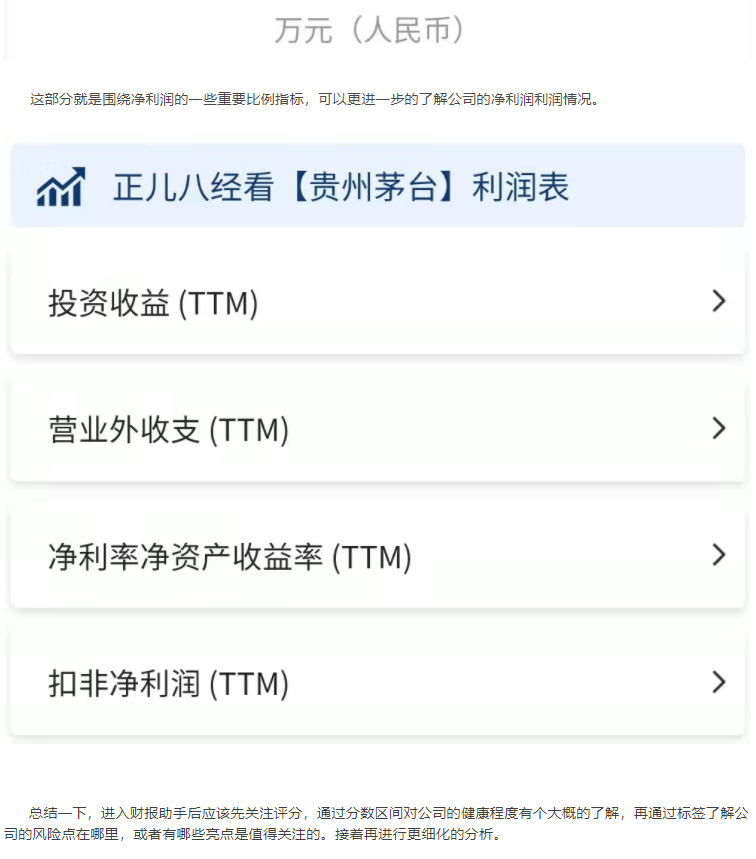 万元（人民币）
这部分就是围绕净利润的一些重要比例指标，可以更进一步的了解公司的净利润利润情况。
正儿八经看【贵州茅台】利润表
投资收益 (TTM)
营业外收支 (TTM)
净利率净资产收益率 (TTM)
扣非净利润 (TTM)
总结一下，进入财报助手后应该先关注评分，通过分数区间对公司的健康程度有个大概的了解，再通过标签了解公
司的风险点在哪里，或者有哪些亮点是值得关注的。接着再进行更细化的分析。